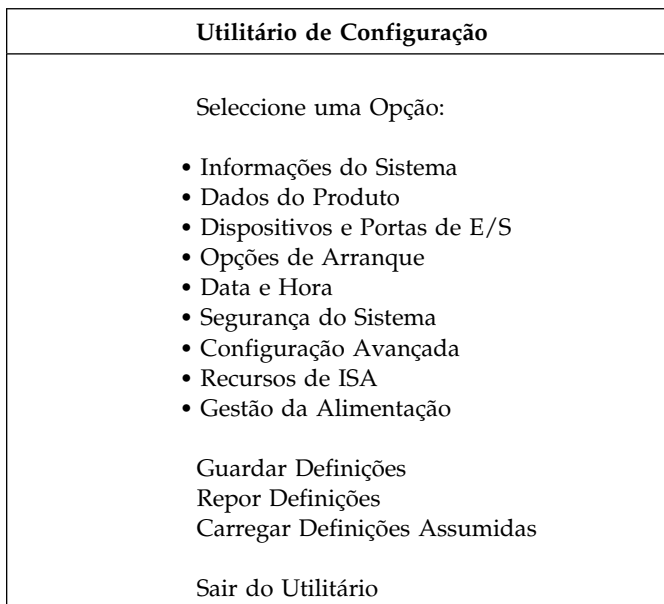 Utilitário de Configuração
Seleccione uma Opção:
• Informações do Sistema
• Dados do Produto
• Dispositivos e Portas de E/S
• Opções de Arranque
• Data e Hora
• Segurança do Sistema
• Configuração Avançada
• Recursos de ISA
• Gestão da Alimentação
Guardar Definições
Repor Definições
Carregar Definições Assumidas
Sair do Utilitário